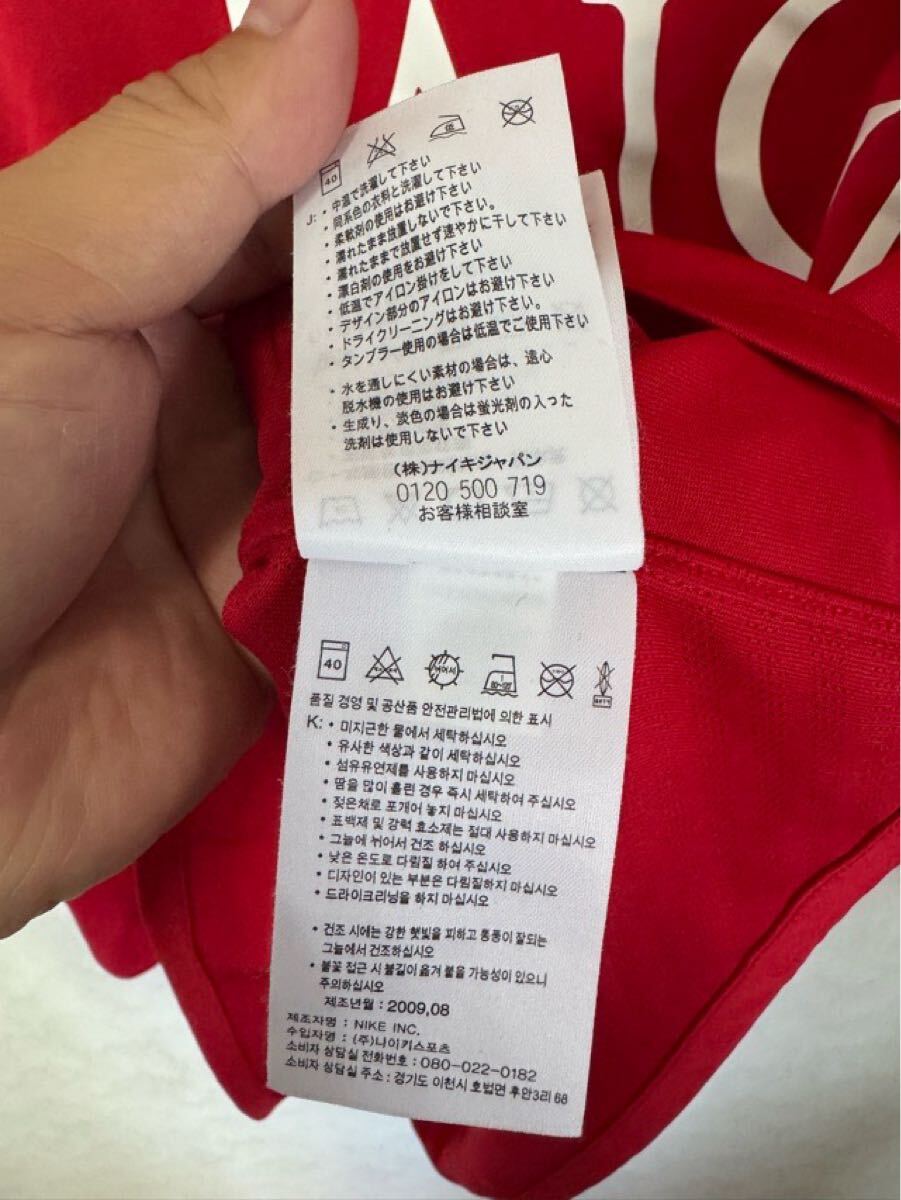 40
低
J: ・中温で洗濯して下さい
・同系色の衣料と洗濯して下さい
・柔軟剤の使用はお避け下さい
・濡れたまま放置しないで下さい。
・濡れたままで放置せず速やかに干して下さい
・漂白剤の使用をお避け下さい
・低温でアイロン掛けをして下さい
・デザイン部分のアイロンはお避け下さい
・ドライクリーニングはお避け下さい。
・タンブラー使用の場合は低温でご使用下さい
・水を通しにくい素材の場合は、遠心
脱水機の使用はお避け下さい
・生成り、淡色の場合は蛍光剤の入った
洗剤は使用しないで下さい
(株)ナイキジャパン
0120 500 719
お客様相談室
40
품질 경영 및 공산품 안전관리법에 의한 표시
K: • 미지근한 물에서 세탁하십시오
• 유사한 색상과 같이 세탁하십시오
• 섬유유연제를 사용하지 마십시오
• 땀을 많이 흘린 경우 즉시 세탁하여 주십시오
• 젖은채로 포개어 놓지 마십시오
• 표백제 및 강력 효소제는 절대 사용하지 마십시오
• 그늘에 뉘어서 건조 하십시오
• 낮은 온도로 다림질 하여 주십시오
• 디자인이 있는 부분은 다림질하지 마십시오
• 드라이크리닝을 하지 마십시오
• 건조 시에는 강한 햇빛을 피하고 통풍이 잘되는
그늘에서 건조하십시오
• 불꽃 접근 시 불길이 옮겨 붙을 가능성이 있으니
주의하십시오
제조년월 : 2009,08
제조자명 : NIKE INC.
수입자명 : (주)나이키스포츠
소비자 상담실 전화번호 : 080-022-0182
소비자 상담실 주소 : 경기도 이천시 호법면 후안3리 68